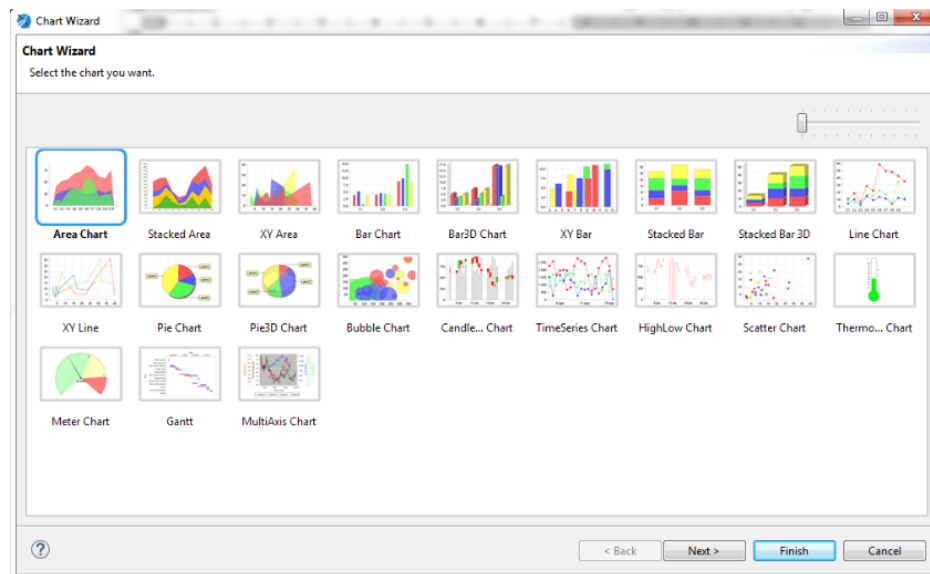 Chart Wizard
Chart Wizard
Select the chart you want.
Area Chart Stacked Area XY Area Bar Chart Bar3D Chart XY Bar Stacked Bar Stacked Bar 3D Line Chart
XY Line Pie Chart Pie3D Chart Bubble Chart Candle... Chart TimeSeries Chart HighLow Chart Scatter Chart Thermo... Chart
Meter Chart Gantt MultiAxis Chart
? < Back Next > Finish Cancel